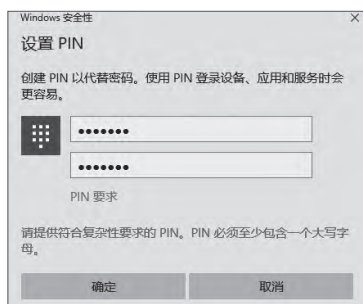 Windows 安全性
设置 PIN
创建 PIN 以代替密码。使用 PIN 登录设备、应用和服务时会
更容易。
PIN 要求
请提供符合复杂性要求的 PIN。PIN 必须至少包含一个大写字
母。
确定
取消